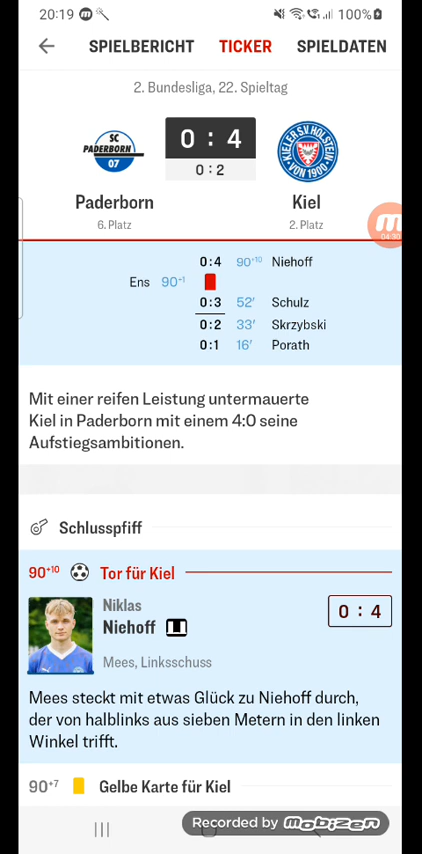 20:19 100%
SPIELBERICHT TICKER SPIELDATEN
2. Bundesliga, 22. Spieltag
SC
PADERBORN
07
0 : 4
0 : 2
KIELER S.V. HOLSTEIN
VON 1900
Paderborn Kiel
6. Platz 2. Platz
04:30
0:4 90+10 Niehoff
Ens 90+1
0:3 52' Schulz
0:2 33' Skrzybski
0:1 16' Porath
Mit einer reifen Leistung untermauerte
Kiel in Paderborn mit einem 4:0 seine
Aufstiegsambitionen.
Schlusspfiff
90+10 Tor für Kiel
Niklas
Niehoff
0 : 4
Mees, Linksschuss
Mees steckt mit etwas Glück zu Niehoff durch,
der von halblinks aus sieben Metern in den linken
Winkel trifft.
90+7 Gelbe Karte für Kiel
Recorded by mobizen